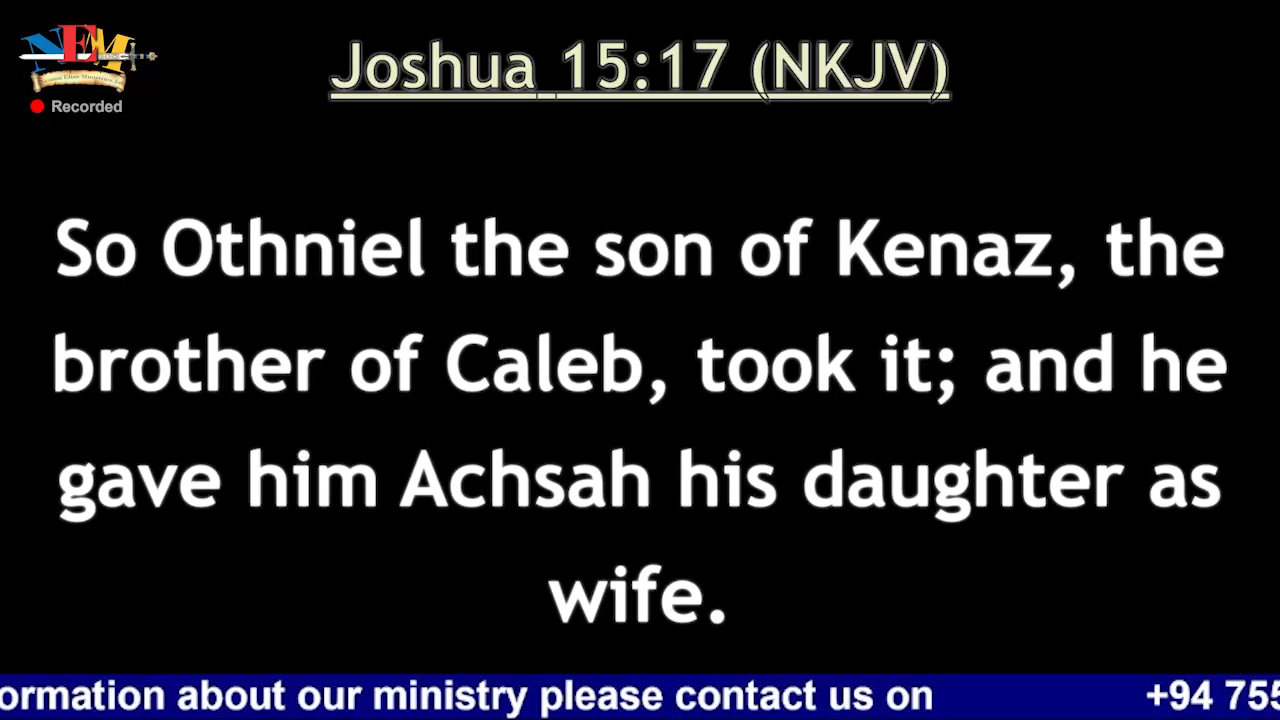 NEM
Recorded
Joshua 15:17 (NKJV)
So Othniel the son of Kenaz, the
brother of Caleb, took it; and he
gave him Achsah his daughter as
wife.
ormation about our ministry please contact us on +94 755